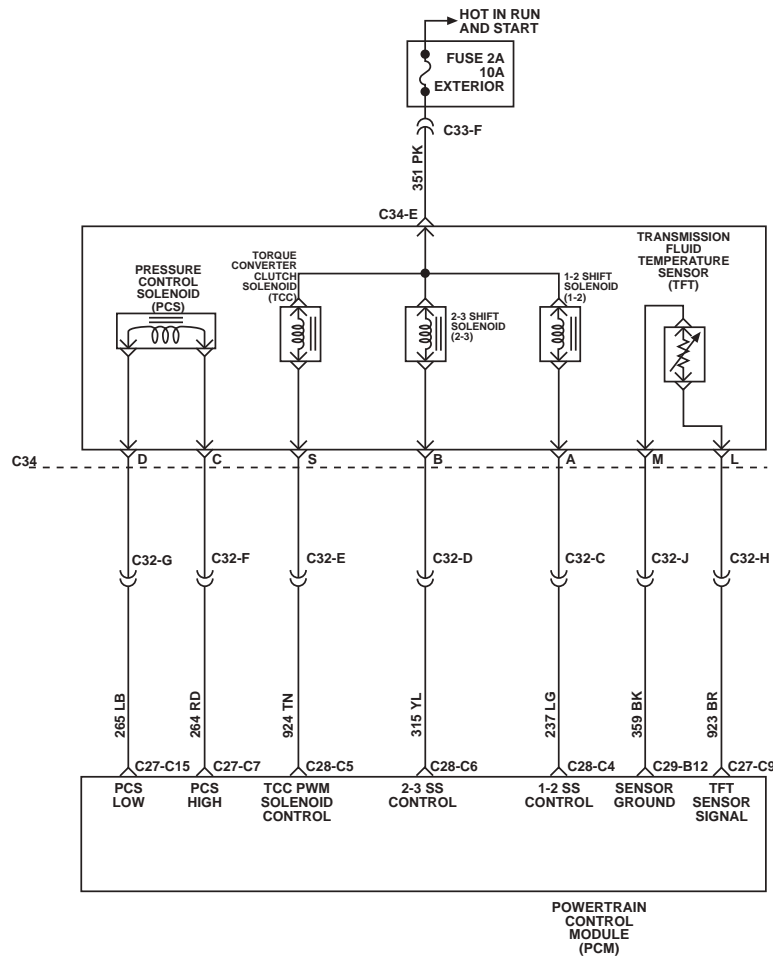 HOT IN RUN
AND START
FUSE 2A
10A
EXTERIOR
C33-F
351 PK
C34-E
TRANSMISSION
FLUID
TEMPERATURE
SENSOR
(TFT)
TORQUE
CONVERTER
CLUTCH
SOLENOID
(TCC)
PRESSURE
CONTROL
SOLENOID
(PCS)
1-2 SHIFT
SOLENOID
(1-2)
2-3 SHIFT
SOLENOID
(2-3)
C34
D
C
S
B
A
M
L
C32-G
C32-F
C32-E
C32-D
C32-C
C32-J
C32-H
265 LB
264 RD
924 TN
315 YL
237 LG
359 BK
923 BR
C27-C15
C27-C7
C28-C5
C28-C6
C28-C4
C29-B12
C27-C9
PCS
LOW
PCS
HIGH
TCC PWM
SOLENOID
CONTROL
2-3 SS
CONTROL
1-2 SS
CONTROL
SENSOR
GROUND
TFT
SENSOR
SIGNAL
POWERTRAIN
CONTROL
MODULE
(PCM)